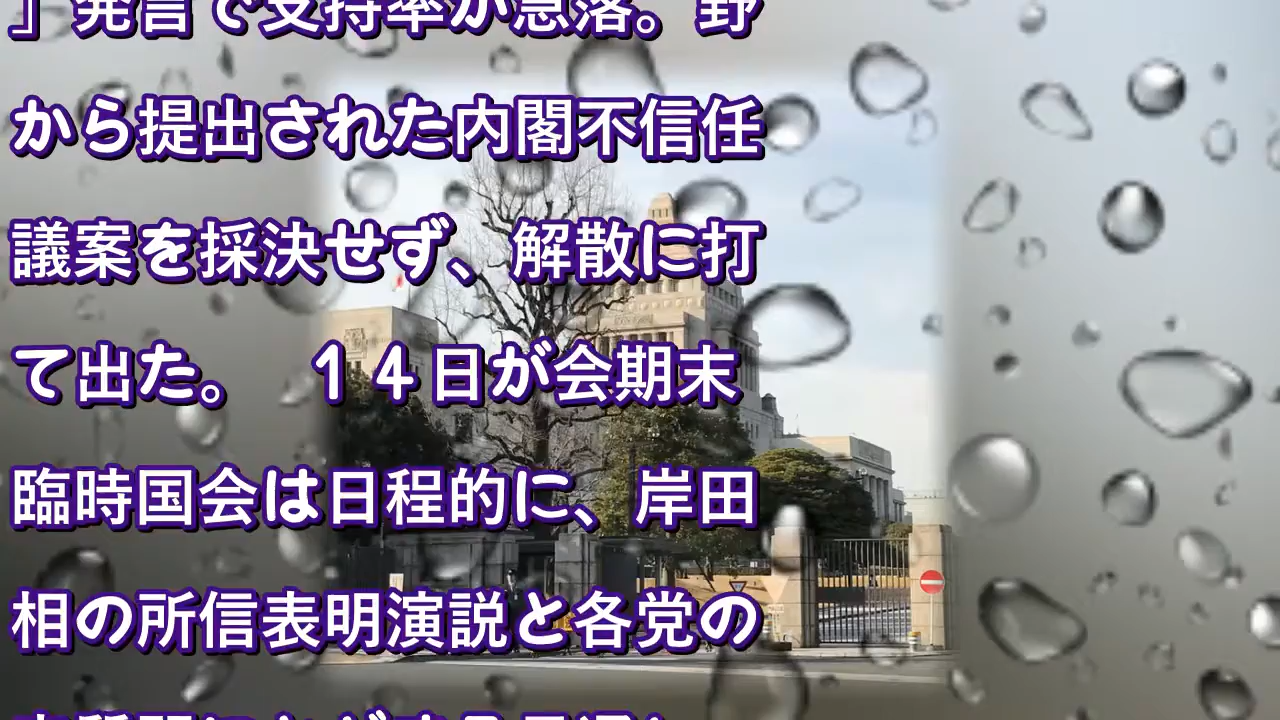 」発言で支持率が急落。野
から提出された内閣不信任
議案を採決せず、解散に打
て出た。　１４日が会期末
臨時国会は日程的に、岸田
相の所信表明演説と各党の